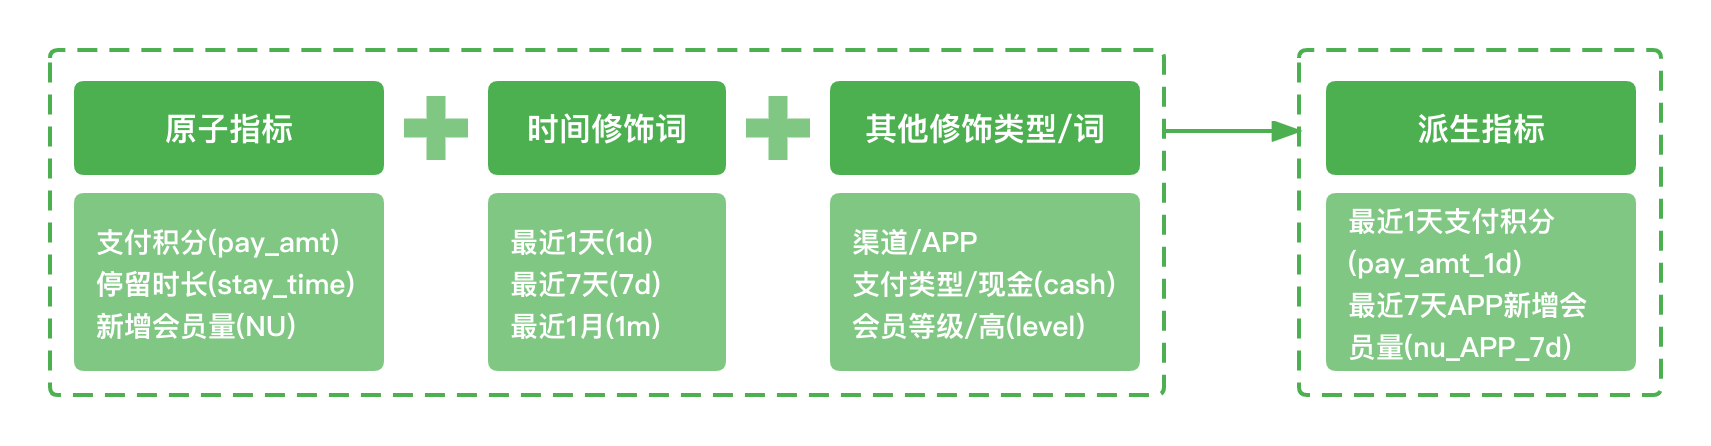 原子指标
时间修饰词
其他修饰类型/词
派生指标
支付积分(pay_amt)
停留时长(stay_time)
新增会员量(NU)
最近1天(1d)
最近7天(7d)
最近1月(1m)
渠道/APP
支付类型/现金(cash)
会员等级/高(level)
最近1天支付积分
(pay_amt_1d)
最近7天APP新增会
员量(nu_APP_7d)